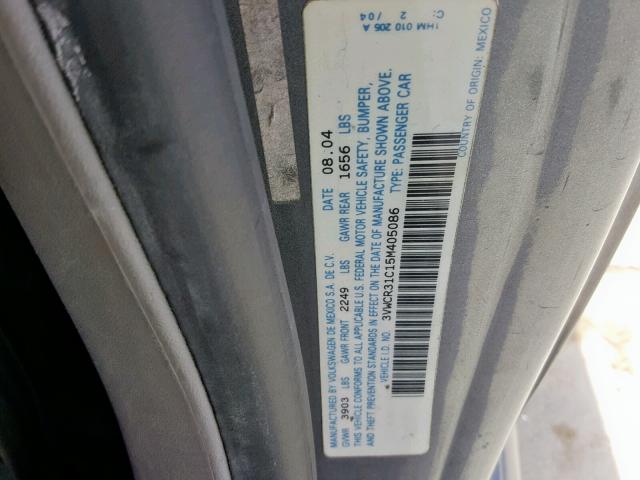 MANUFACTURED BY VOLKSWAGEN DE MEXICO S.A. DE C.V. DATE 08.04
GVWR 3903 LBS GAWR FRONT 2249 LBS GAWR REAR 1656 LBS
THIS VEHICLE CONFORMS TO ALL APPLICABLE U.S. FEDERAL MOTOR VEHICLE SAFETY, BUMPER,
AND THEFT PREVENTION STANDARDS IN EFFECT ON THE DATE OF MANUFACTURE SHOWN ABOVE.
VEHICLE I.D. NO. 3VWCR31C15M405086 TYPE: PASSENGER CAR
COUNTRY OF ORIGIN: MEXICO
1HM 010 205 A
C. 2 /04